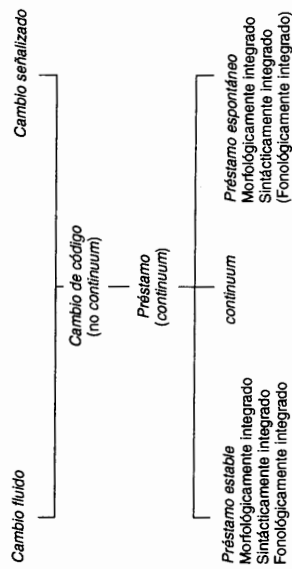 Cambio fluido
Cambio señalizado
Cambio de código
(no continuum)
Préstamo
(continuum)
Préstamo estable
Morfológicamente integrado
Sintácticamente integrado
Fonológicamente integrado
continuum
Préstamo espontáneo
Morfológicamente integrado
Sintácticamente integrado
(Fonológicamente integrado)